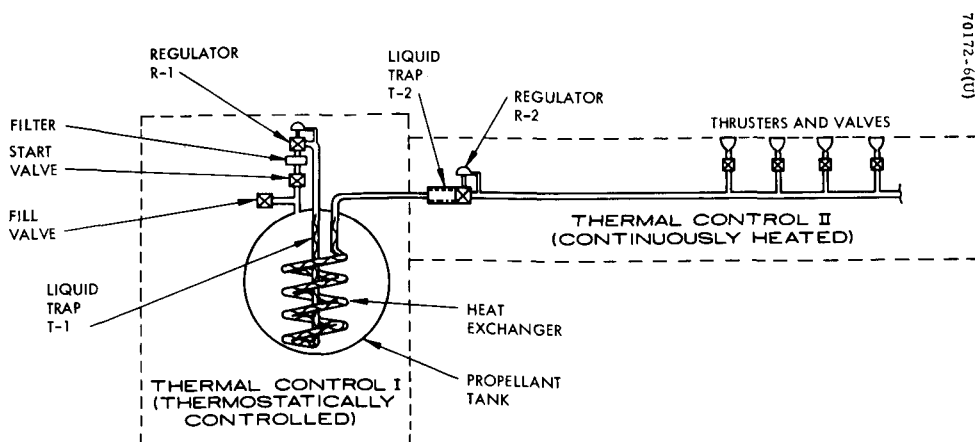 70172-6(U)
REGULATOR
R-1
LIQUID
TRAP
T-2
REGULATOR
R-2
THRUSTERS AND VALVES
FILTER
START
VALVE
FILL
VALVE
THERMAL CONTROL II
(CONTINUOUSLY HEATED)
LIQUID
TRAP
T-1
HEAT
EXCHANGER
PROPELLANT
TANK
THERMAL CONTROL I
(THERMOSTATICALLY
CONTROLLED)